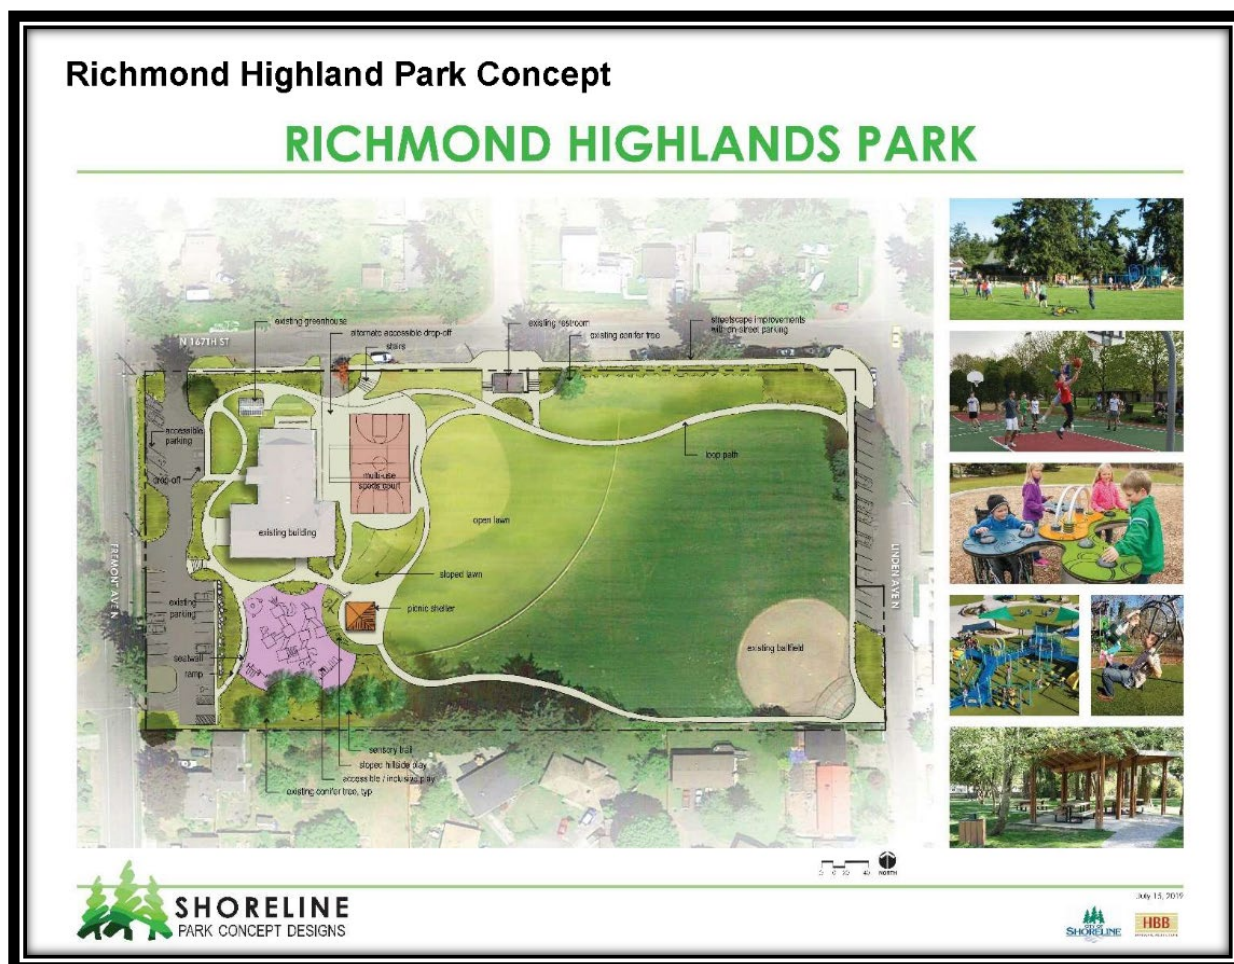 Richmond Highland Park Concept
RICHMOND HIGHLANDS PARK
existing greenhouse
alternate accessible drop-off
stairs
existing restroom
existing conifer tree
streetscape improvements
with on-street parking
N 167TH ST
accessible
parking
drop-off
multi-use
sports court
loop path
existing building
open lawn
sloped lawn
FREMONT AVE N
LINDEN AVE N
existing
parking
picnic shelter
existing ballfield
seatwall
ramp
sensory trail
sloped hillside play
accessible / inclusive play
existing conifer tree, typ
NORTH
July 15, 2019
SHORELINE
PARK CONCEPT DESIGNS
CITY OF
SHORELINE
HBB